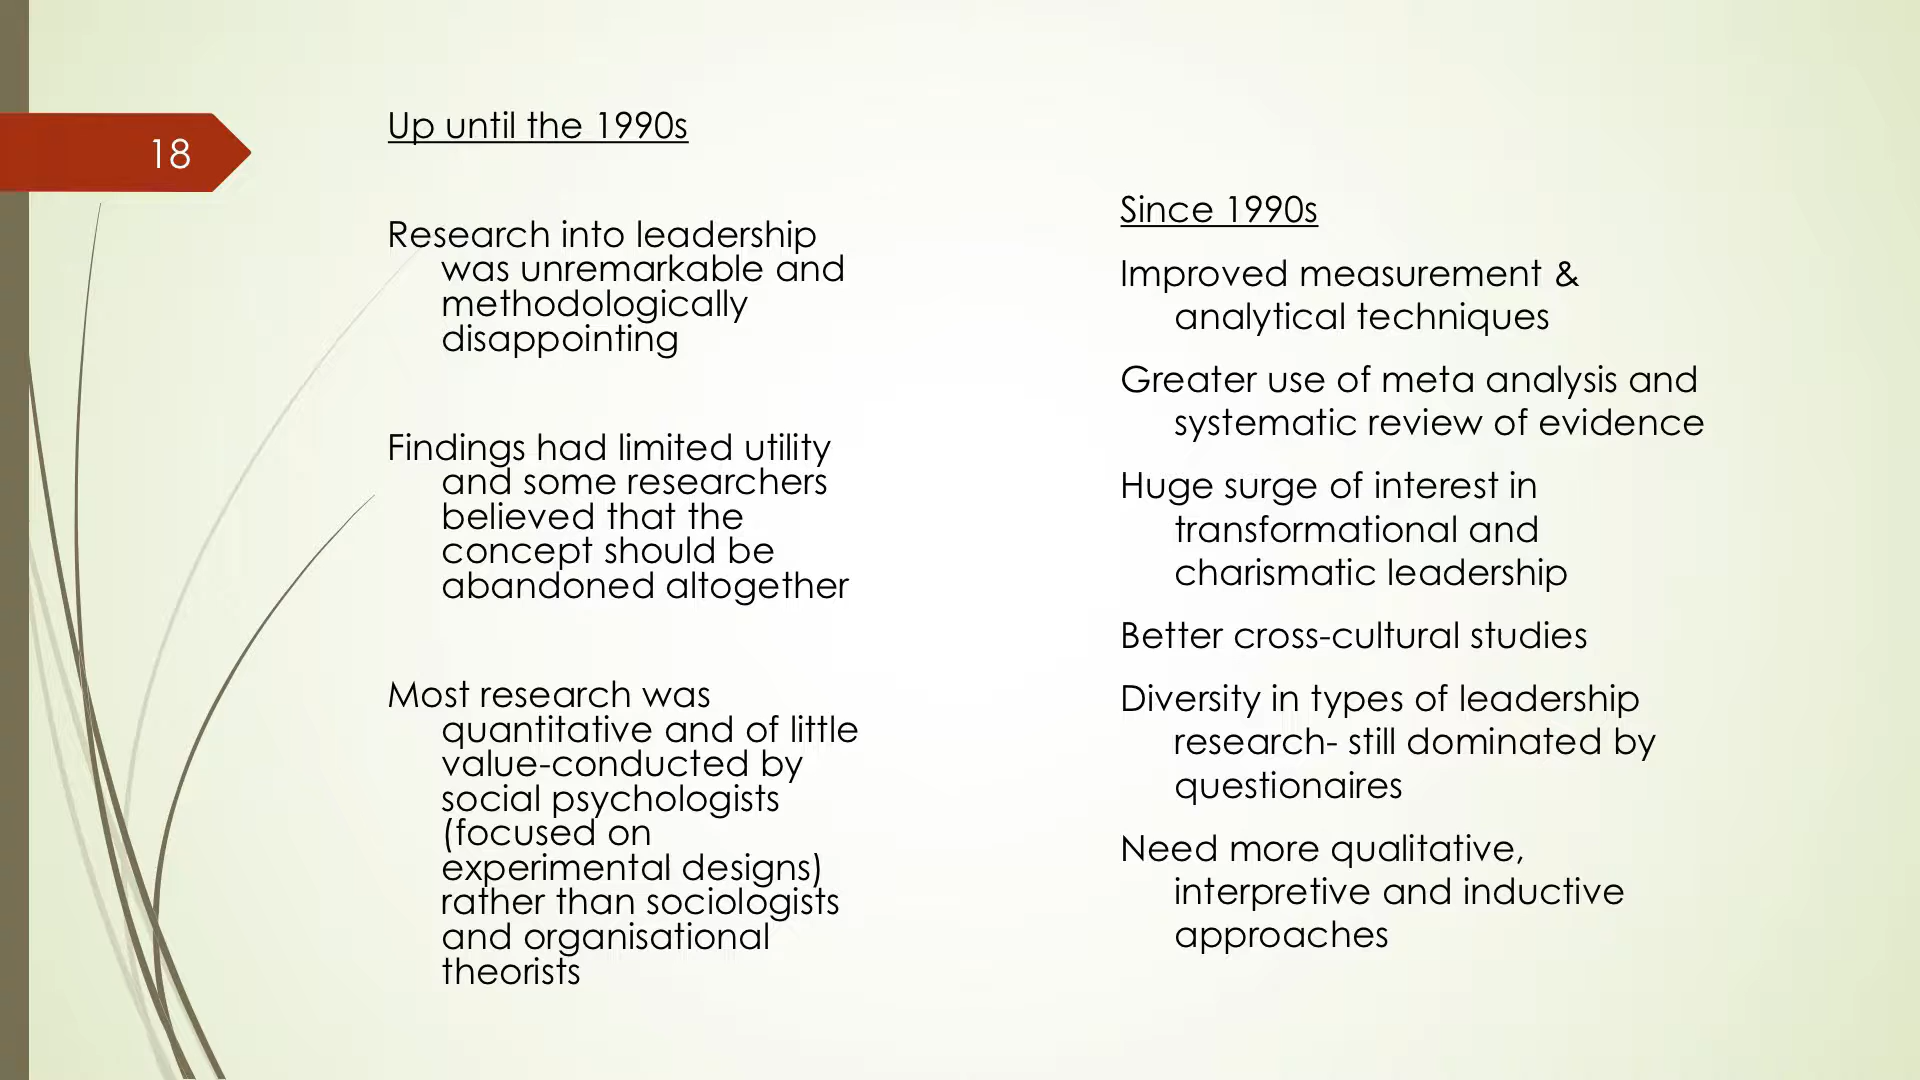 18
Up until the 1990s
Research into leadership
was unremarkable and
methodologically
disappointing
Findings had limited utility
and some researchers
believed that the
concept should be
abandoned altogether
Most research was
quantitative and of little
value-conducted by
social psychologists
(focused on
experimental designs)
rather than sociologists
and organisational
theorists
Since 1990s
Improved measurement &
analytical techniques
Greater use of meta analysis and
systematic review of evidence
Huge surge of interest in
transformational and
charismatic leadership
Better cross-cultural studies
Diversity in types of leadership
research- still dominated by
questionaires
Need more qualitative,
interpretive and inductive
approaches